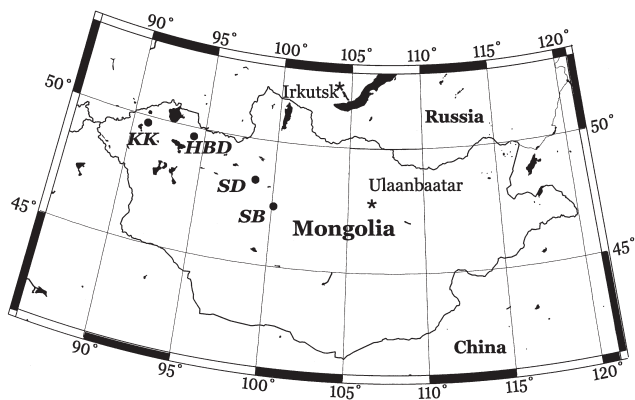 90°
95°
100°
105°
110°
115°
120°
50°
Irkutsk*
Russia
50°
KK
HBD
SD
Ulaanbaatar
*
SB
45°
Mongolia
45°
China
90°
95°
100°
105°
110°
115°
120°